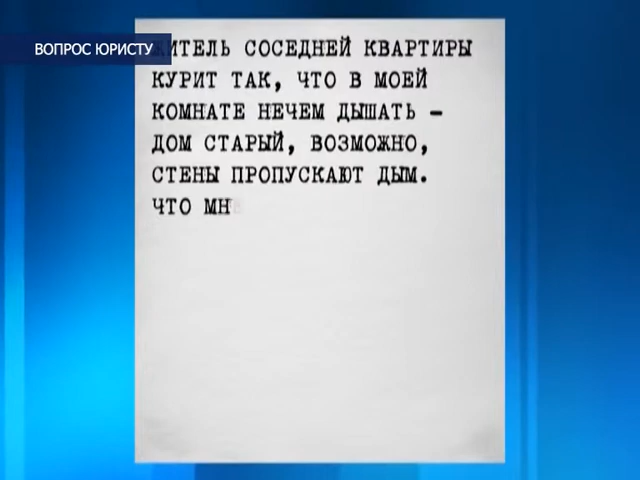 ВОПРОС ЮРИСТУ
ЖИТЕЛЬ СОСЕДНЕЙ КВАРТИРЫ
КУРИТ ТАК, ЧТО В МОЕЙ
КОМНАТЕ НЕЧЕМ ДЫШАТЬ –
ДОМ СТАРЫЙ, ВОЗМОЖНО,
СТЕНЫ ПРОПУСКАЮТ ДЫМ.
ЧТО МНЕ